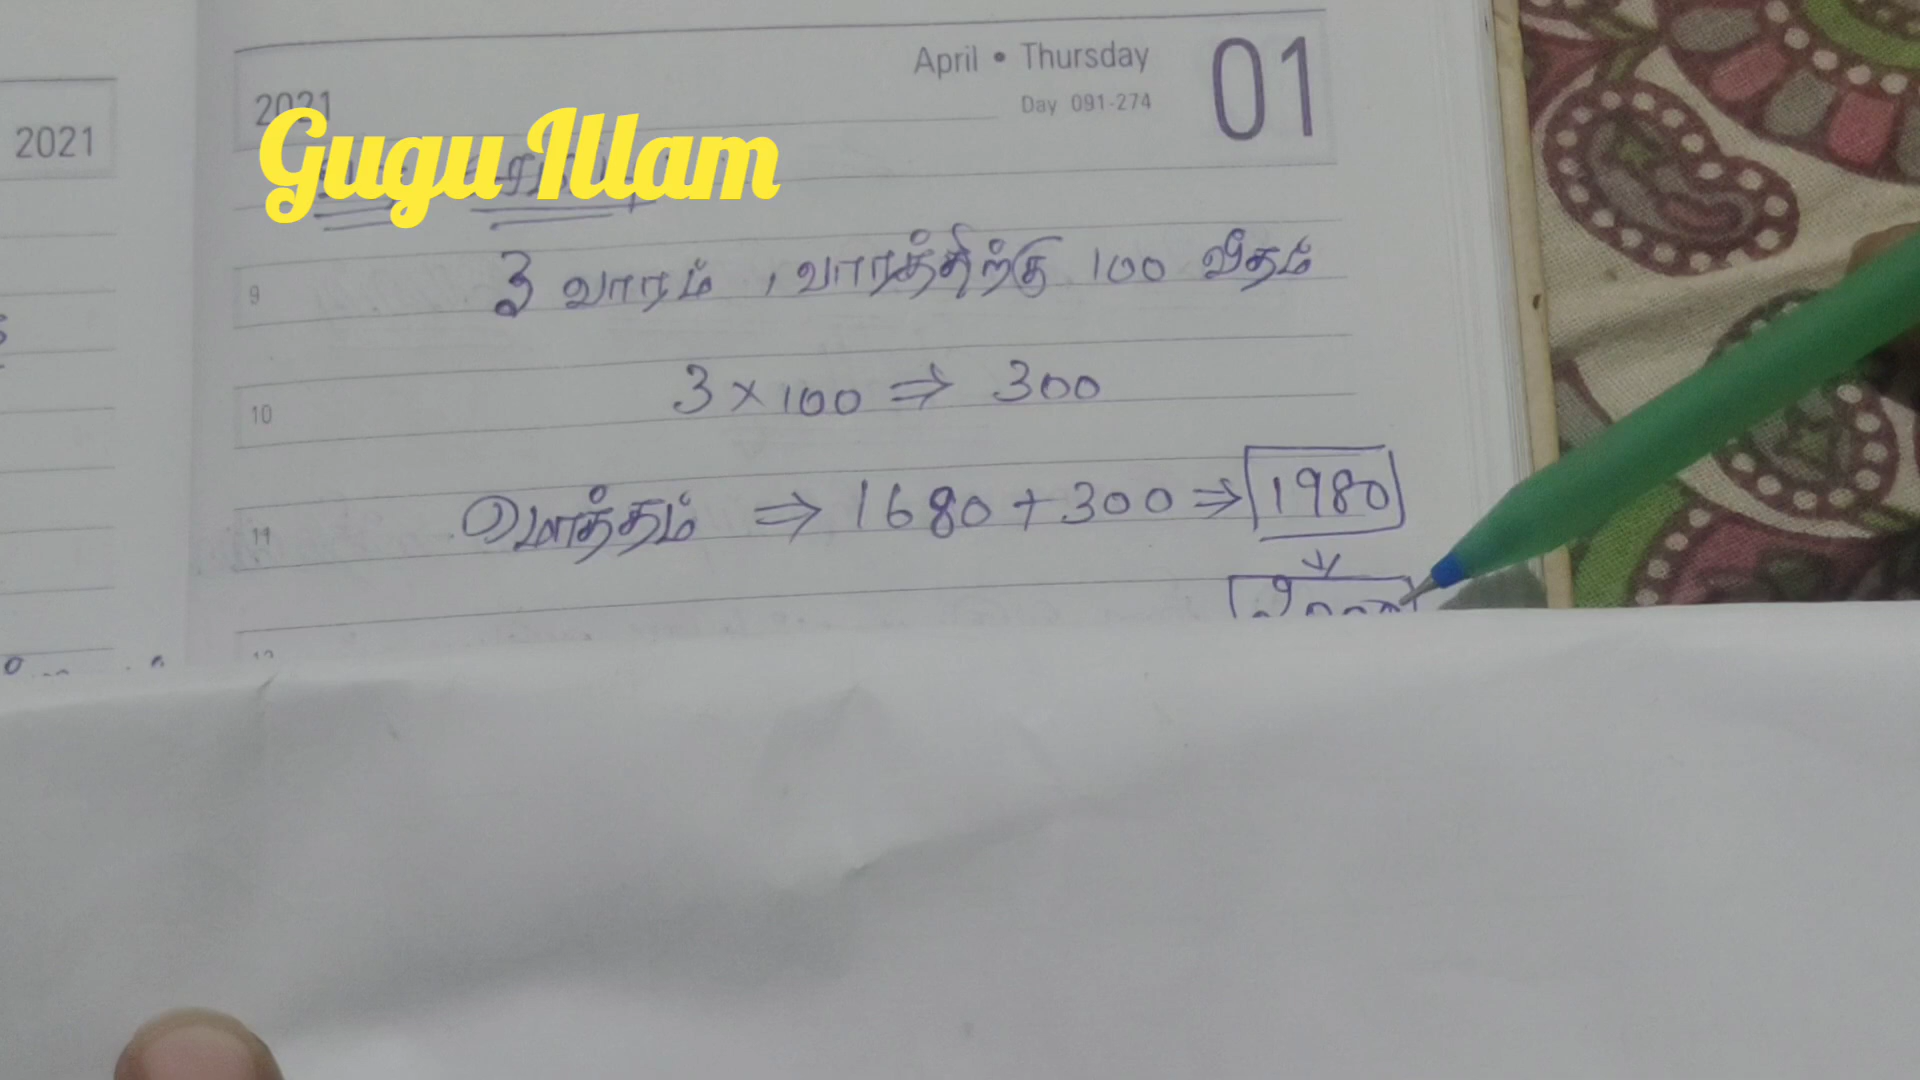 2021
2021
April • Thursday
01
Day 091-274
Gugu Illam
9
3 வாரம் , வாரத்திற்கு 100 வீதம்
10
3 × 100 ⇒ 300
11
மொத்தம் ⇒ 1680 + 300 ⇒ 1980